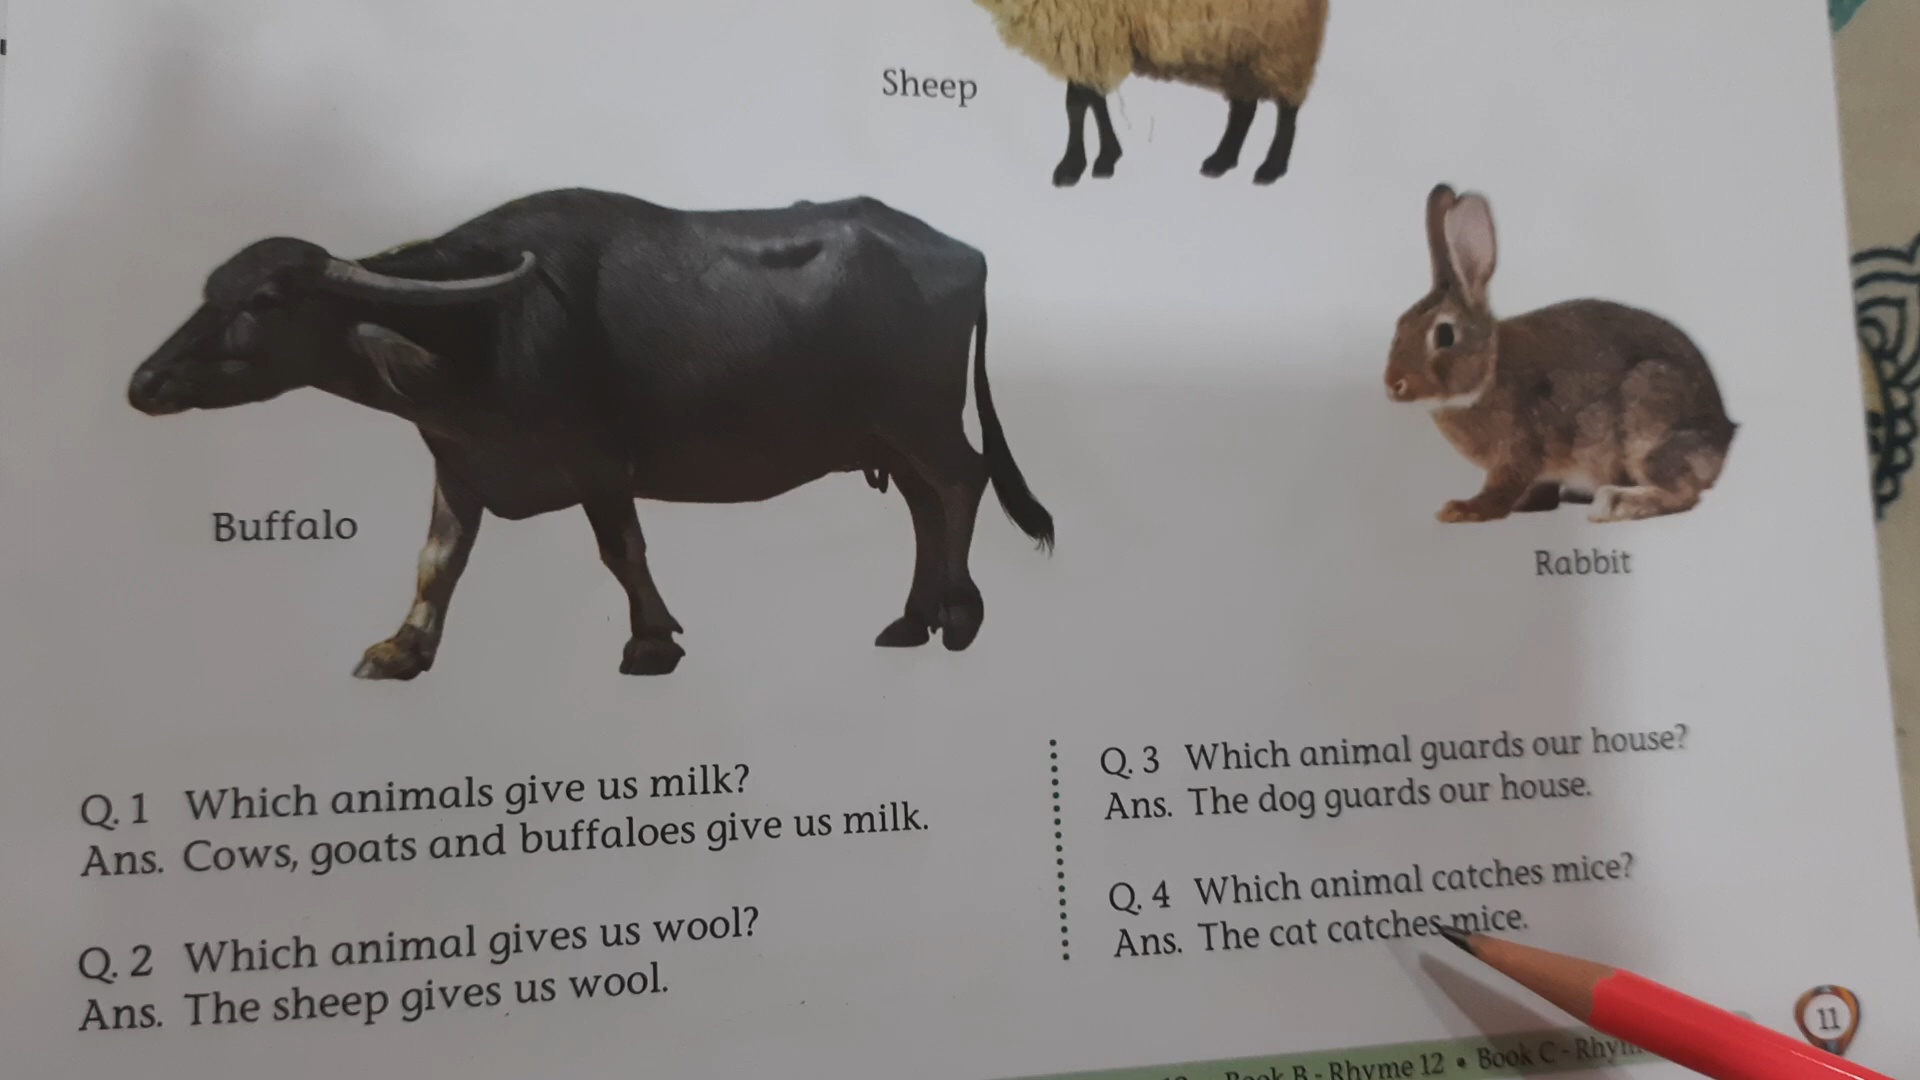 Sheep
Buffalo
Rabbit
Q. 1 Which animals give us milk?
Ans. Cows, goats and buffaloes give us milk.
Q. 2 Which animal gives us wool?
Ans. The sheep gives us wool.
Q. 3 Which animal guards our house?
Ans. The dog guards our house.
Q. 4 Which animal catches mice?
Ans. The cat catches mice.
11
Book B - Rhyme 12 • Book C -